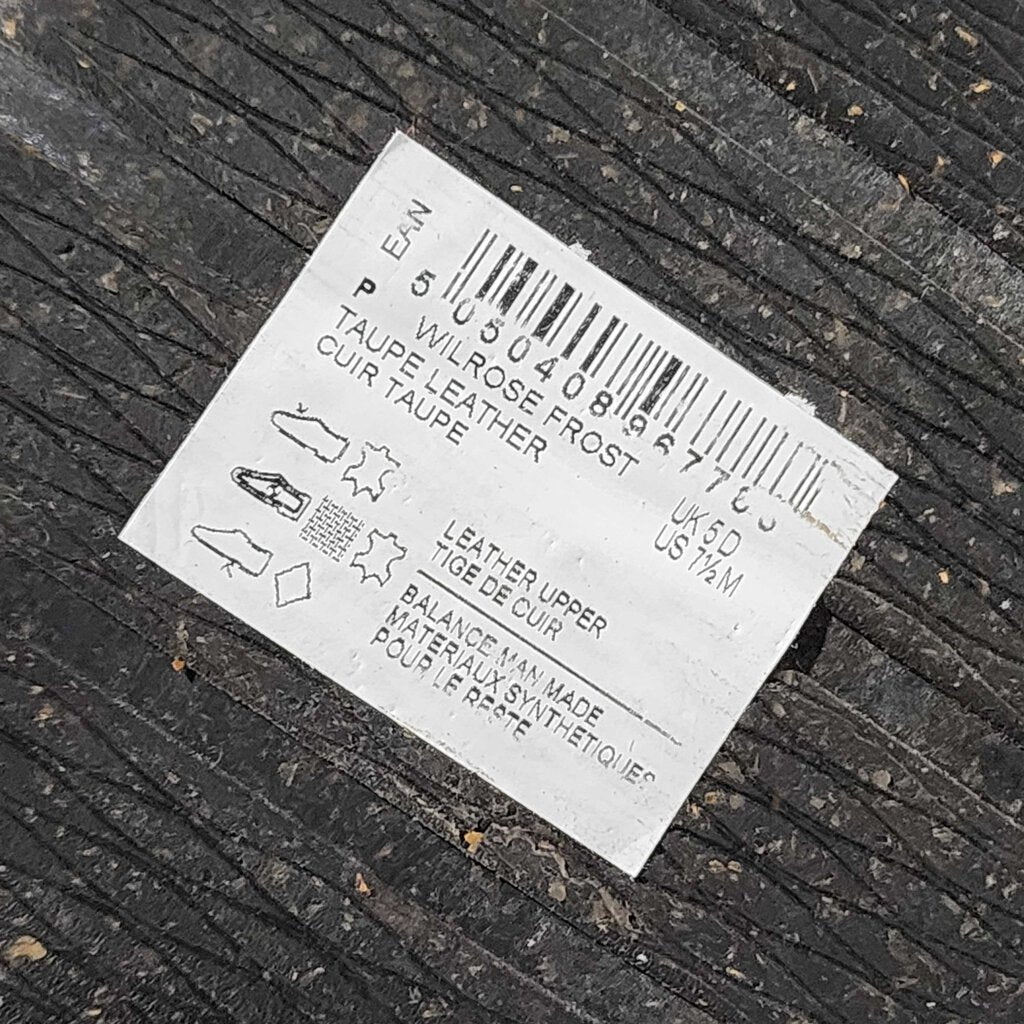 EAN
5 050408 9677
P
WILROSE FROST
TAUPE LEATHER
CUIR TAUPE
UK 5 D
US 7½ M
LEATHER UPPER
TIGE DE CUIR
BALANCE MAN MADE
MATERIAUX SYNTHETIQUES
POUR LE RESTE